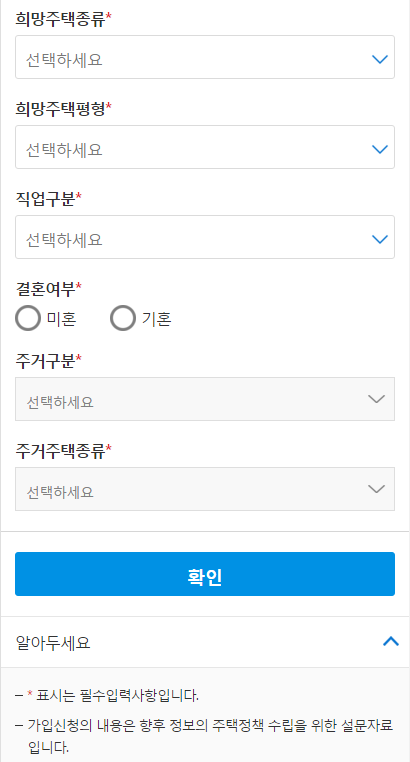 희망주택종류*
선택하세요
희망주택평형*
선택하세요
직업구분*
선택하세요
결혼여부*
미혼 기혼
주거구분*
선택하세요
주거주택종류*
선택하세요
확인
알아두세요
– * 표시는 필수입력사항입니다.
– 가입신청의 내용은 향후 정보의 주택정책 수립을 위한 설문자료
입니다.